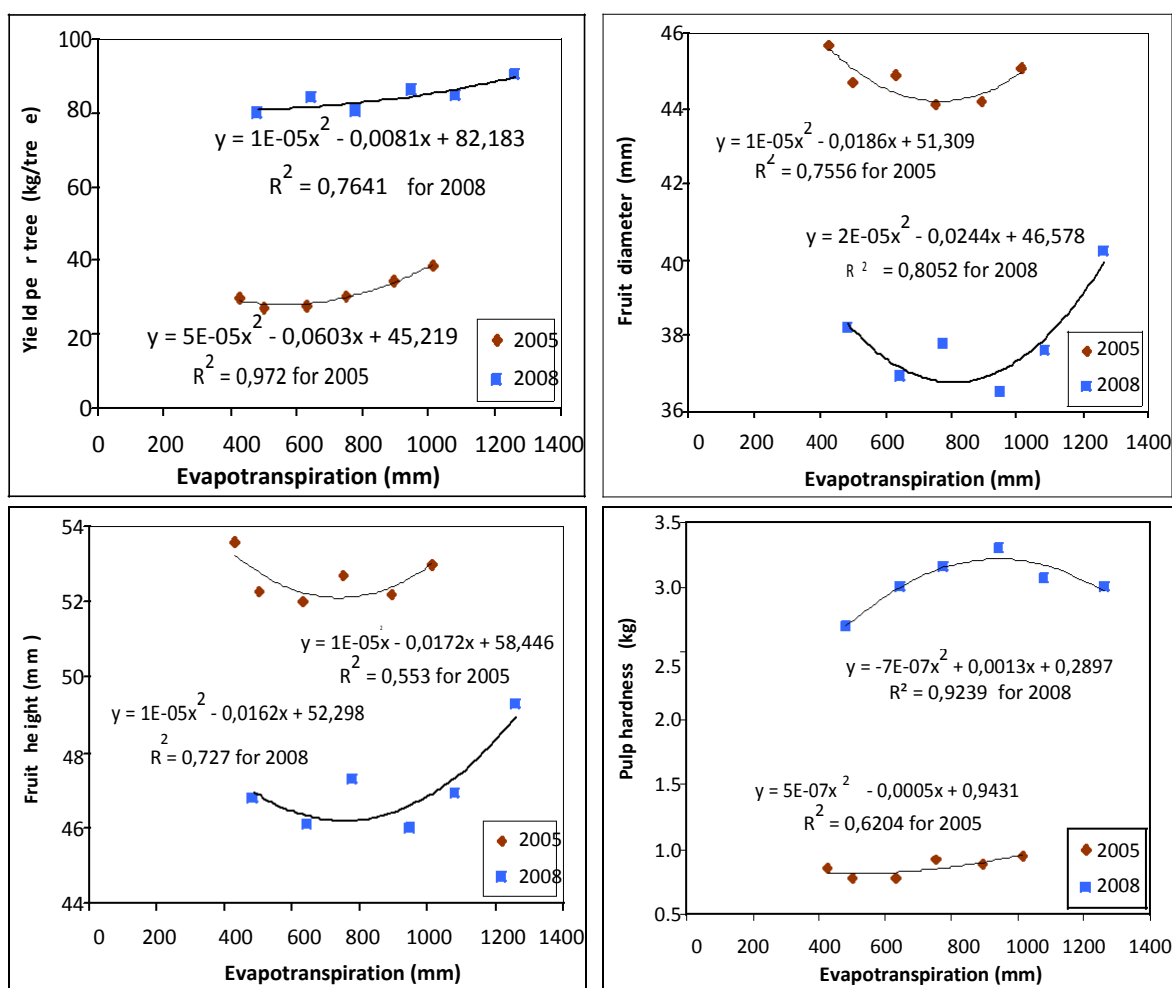 Yie ld pe r tree (kg/tre e)
100
80
60
40
20
0
y = 1E-05x² - 0,0081x + 82,183
R² = 0,7641 for 2008
y = 5E-05x² - 0,0603x + 45,219
R² = 0,972 for 2005
2005
2008
0 200 400 600 800 1000 1200 1400
Evapotranspiration (mm)
Fruit diameter (mm)
46
44
42
40
38
36
y = 1E-05x² - 0,0186x + 51,309
R² = 0,7556 for 2005
y = 2E-05x² - 0,0244x + 46,578
R² = 0,8052 for 2008
2005
2008
0 200 400 600 800 1000 1200 1400
Evapotranspiration (mm)
Fruit height (m m )
54
52
50
48
46
44
y = 1E-05x² - 0,0172x + 58,446
R² = 0,553 for 2005
y = 1E-05x² - 0,0162x + 52,298
R² = 0,727 for 2008
2005
2008
0 200 400 600 800 1000 1200 1400
Evapotranspiration (mm)
Pulp hardness (kg)
3.5
3.0
2.5
2.0
1.5
1.0
0.5
y = -7E-07x² + 0,0013x + 0,2897
R² = 0,9239 for 2008
y = 5E-07x² - 0,0005x + 0,9431
R² = 0,6204 for 2005
2005
2008
0 200 400 600 800 1000 1200 1400
Evapotranspiration (mm)